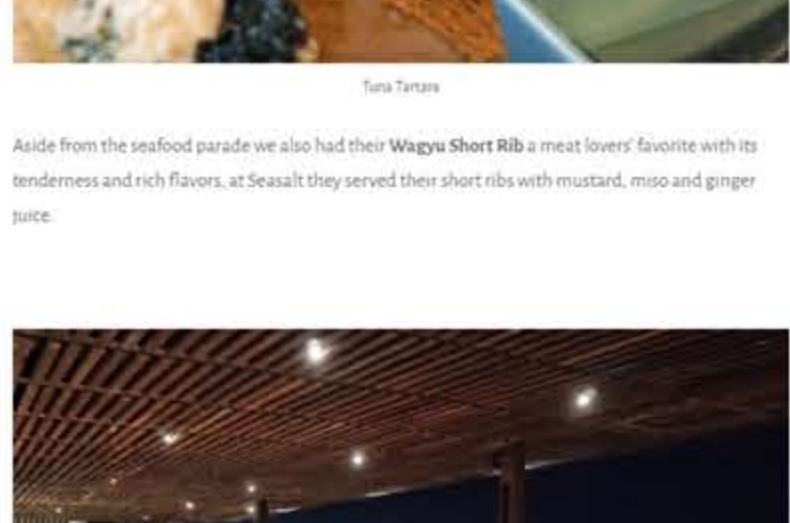 Tuna Tartare
Aside from the seafood parade we also had their Wagyu Short Rib a meat lovers' favorite with its
tenderness and rich flavors, at Seasalt they served their short ribs with mustard, miso and ginger
juice.